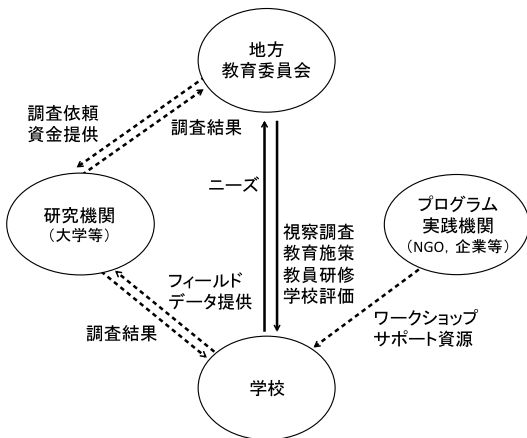 地方
教育委員会
調査依頼
資金提供
調査結果
ニーズ
研究機関
（大学等）
プログラム
実践機関
（NGO，企業等）
視察調査
教育施策
教員研修
学校評価
フィールド
データ提供
調査結果
ワークショップ
サポート資源
学校